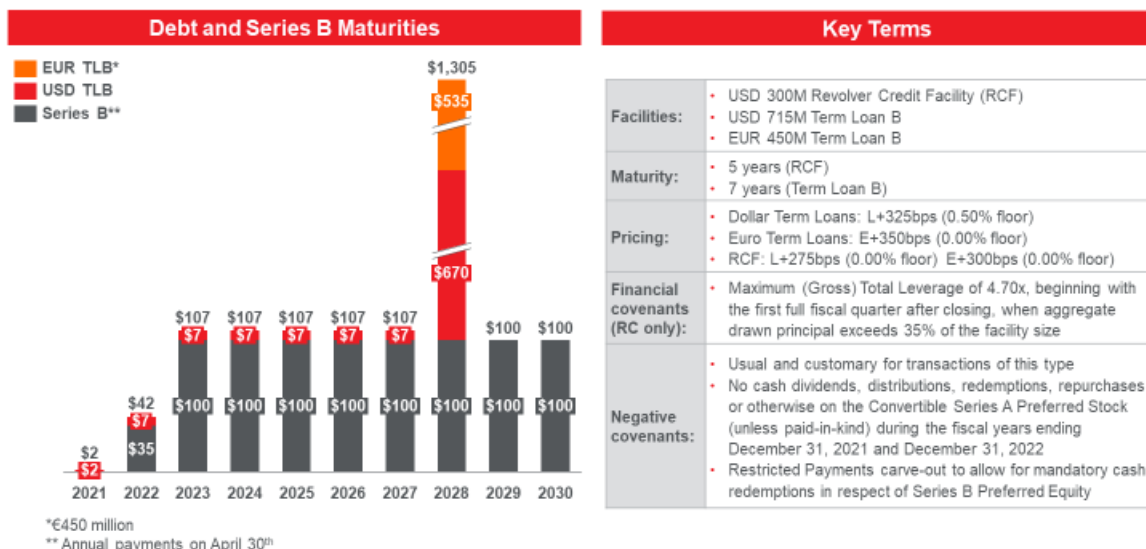 Debt and Series B Maturities
EUR TLB*
USD TLB
Series B**
$1,305
$535
$670
$107 $107 $107 $107 $107
$7 $7 $7 $7 $7
$100 $100
$42
$7
$35
$100 $100 $100 $100 $100 $100 $100 $100
$2
$2
2021 2022 2023 2024 2025 2026 2027 2028 2029 2030
*€450 million
** Annual payments on April 30th
Key Terms
Facilities:
• USD 300M Revolver Credit Facility (RCF)
• USD 715M Term Loan B
• EUR 450M Term Loan B
Maturity:
• 5 years (RCF)
• 7 years (Term Loan B)
Pricing:
• Dollar Term Loans: L+325bps (0.50% floor)
• Euro Term Loans: E+350bps (0.00% floor)
• RCF: L+275bps (0.00% floor) E+300bps (0.00% floor)
Financial
covenants
(RC only):
• Maximum (Gross) Total Leverage of 4.70x, beginning with
the first full fiscal quarter after closing, when aggregate
drawn principal exceeds 35% of the facility size
Negative
covenants:
• Usual and customary for transactions of this type
• No cash dividends, distributions, redemptions, repurchases
or otherwise on the Convertible Series A Preferred Stock
(unless paid-in-kind) during the fiscal years ending
December 31, 2021 and December 31, 2022
• Restricted Payments carve-out to allow for mandatory cash
redemptions in respect of Series B Preferred Equity